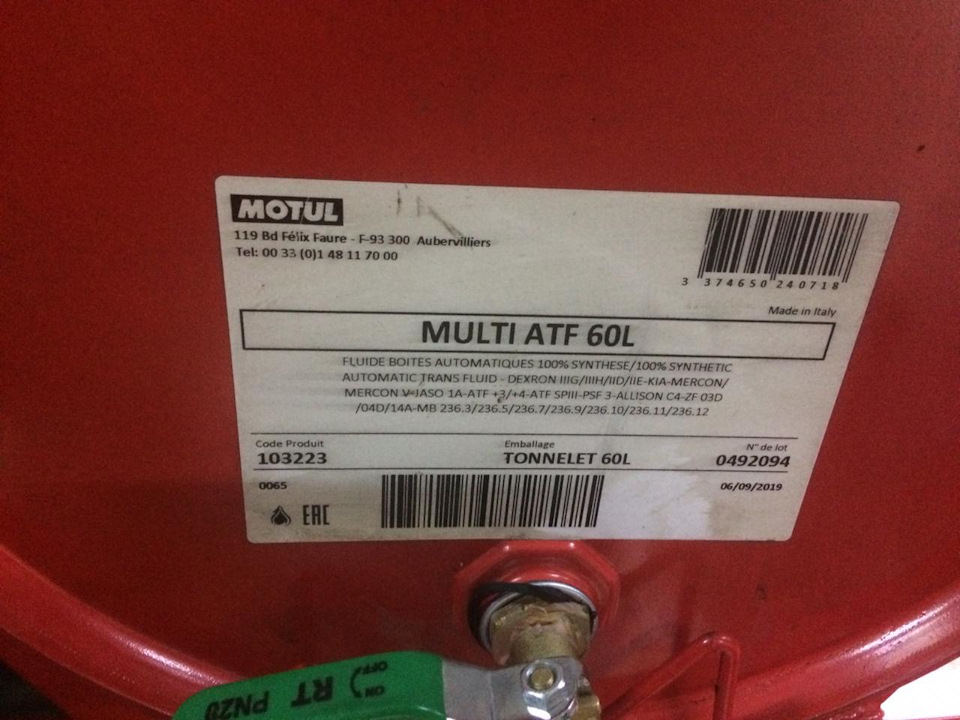 MOTUL
119 Bd Félix Faure - F-93 300 Aubervilliers
Tel: 00 33 (0)1 48 11 70 00
3 374650 240718
Made in Italy
MULTI ATF 60L
FLUIDE BOITES AUTOMATIQUES 100% SYNTHESE/100% SYNTHETIC
AUTOMATIC TRANS FLUID - DEXRON IIIG/IIIH/IID/IIE-KIA-MERCON/
MERCON V-JASO 1A-ATF +3/+4-ATF SPIII-PSF 3-ALLISON C4-ZF 03D
/04D/14A-MB 236.3/236.5/236.7/236.9/236.10/236.11/236.12
Code Produit Emballage N° de lot
103223 TONNELET 60L 0492094
0065 06/09/2019
EAC
OFF
ON
RT PN20